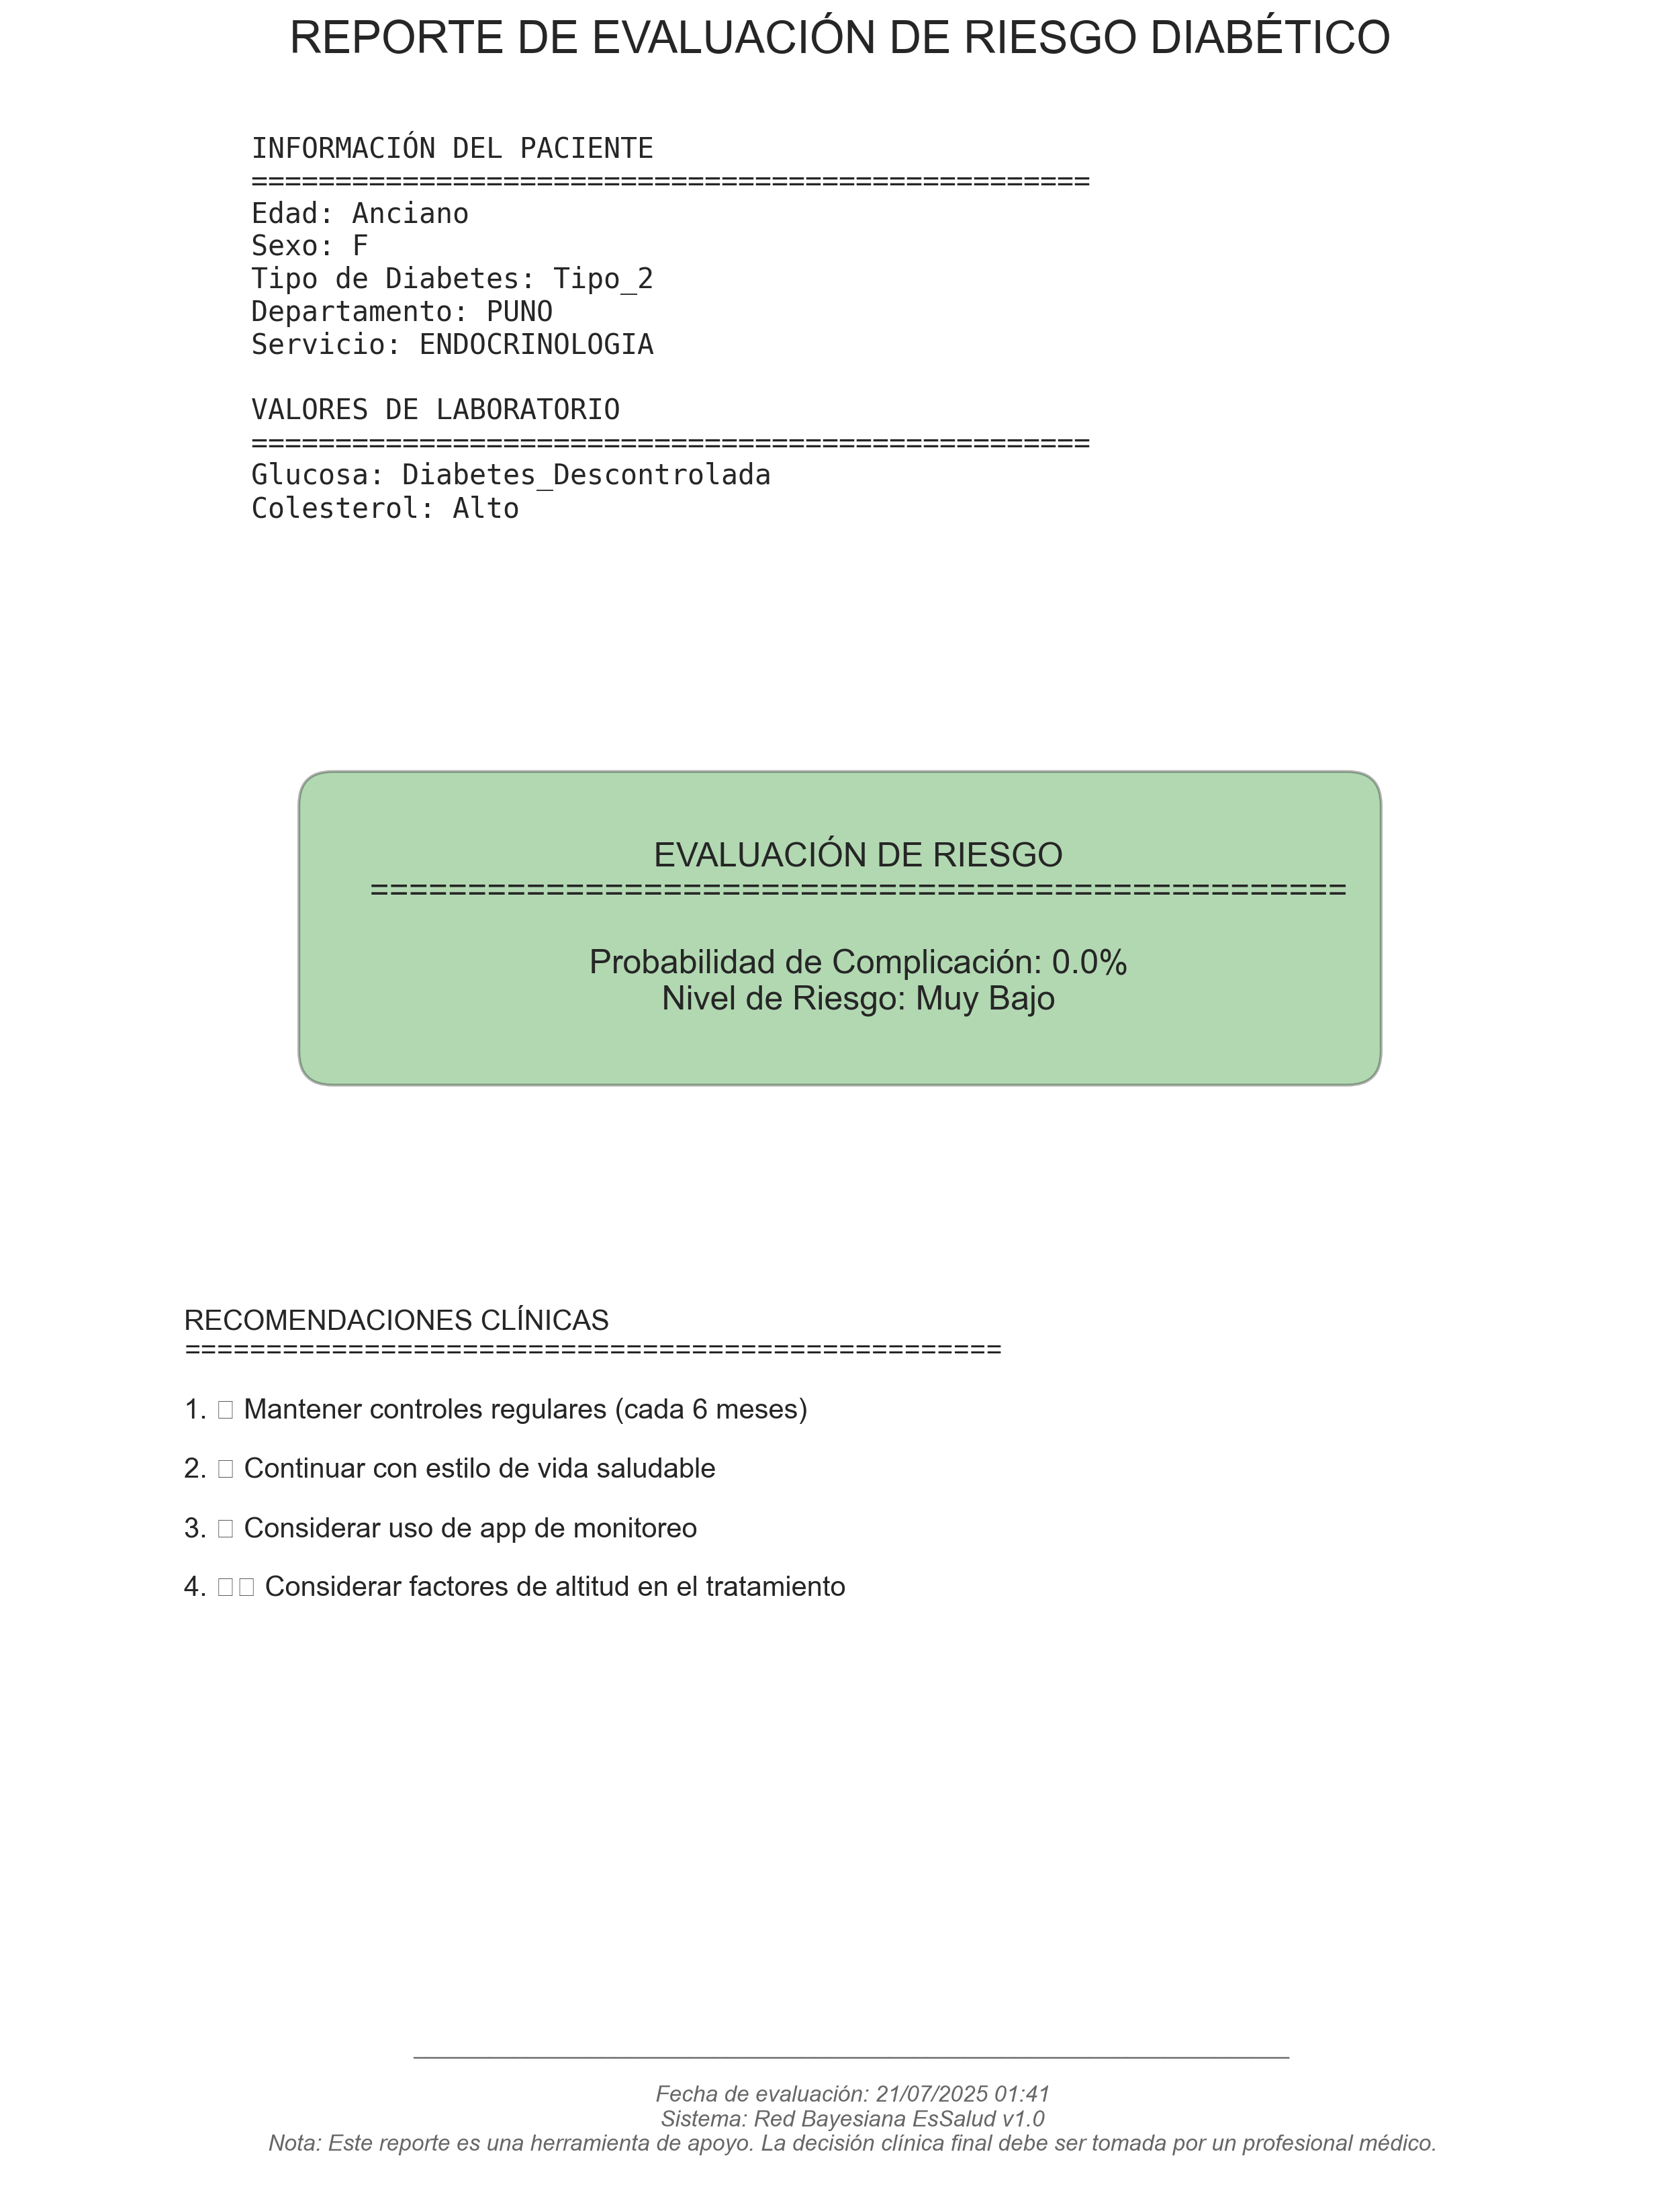 REPORTE DE EVALUACIÓN DE RIESGO DIABÉTICO
INFORMACIÓN DEL PACIENTE
==================================================
Edad: Anciano
Sexo: F
Tipo de Diabetes: Tipo_2
Departamento: PUNO
Servicio: ENDOCRINOLOGIA
VALORES DE LABORATORIO
==================================================
Glucosa: Diabetes_Descontrolada
Colesterol: Alto
EVALUACIÓN DE RIESGO
==================================================
Probabilidad de Complicación: 0.0%
Nivel de Riesgo: Muy Bajo
RECOMENDACIONES CLÍNICAS
==================================================
1. □ Mantener controles regulares (cada 6 meses)
2. □ Continuar con estilo de vida saludable
3. □ Considerar uso de app de monitoreo
4. □□ Considerar factores de altitud en el tratamiento
Fecha de evaluación: 21/07/2025 01:41
Sistema: Red Bayesiana EsSalud v1.0
Nota: Este reporte es una herramienta de apoyo. La decisión clínica final debe ser tomada por un profesional médico.